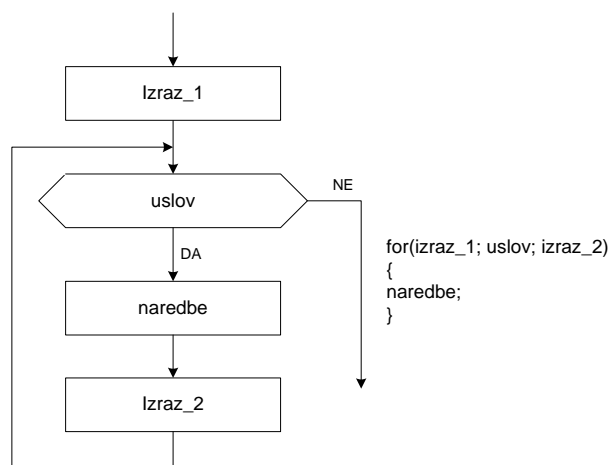 Izraz_1
uslov
NE
DA
naredbe
Izraz_2
for(izraz_1; uslov; izraz_2)
{
naredbe;
}